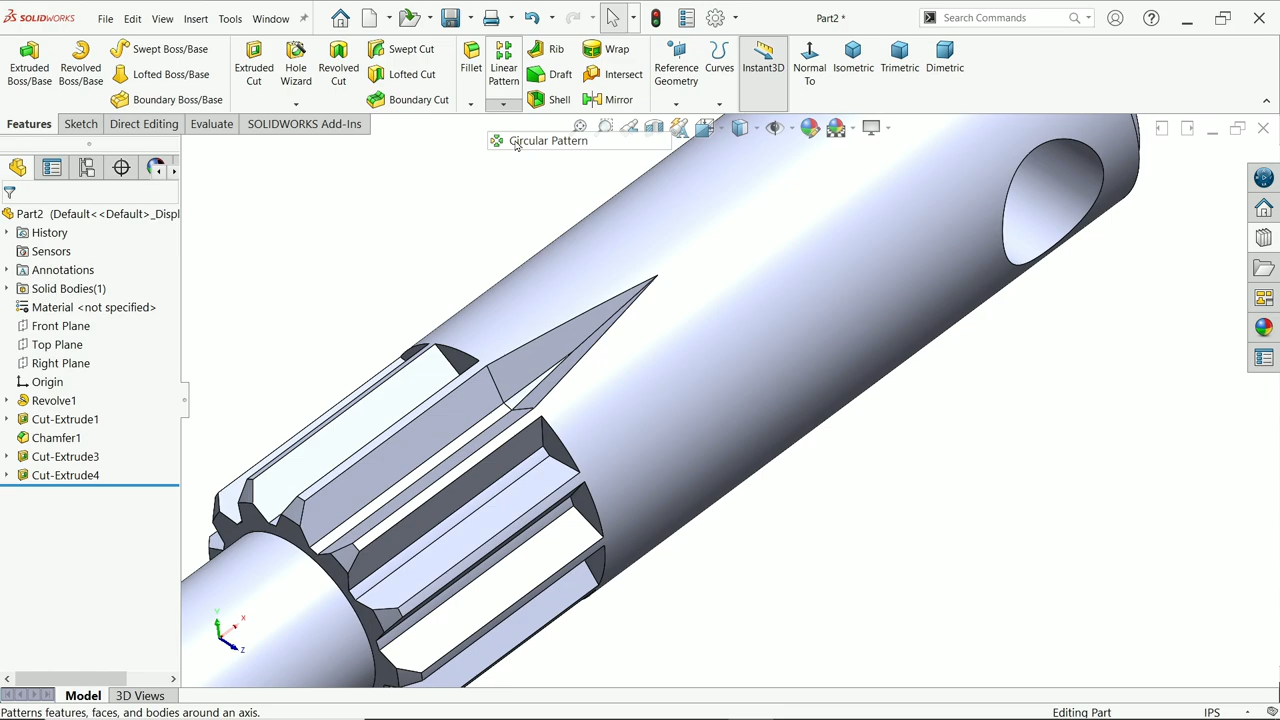 SOLIDWORKS
File
Edit
View
Insert
Tools
Window
Part2 *
Search Commands
Extruded Boss/Base
Revolved Boss/Base
Swept Boss/Base
Lofted Boss/Base
Boundary Boss/Base
Extruded Cut
Hole Wizard
Revolved Cut
Swept Cut
Lofted Cut
Boundary Cut
Fillet
Linear Pattern
Rib
Draft
Shell
Wrap
Intersect
Mirror
Reference Geometry
Curves
Instant3D
Normal To
Isometric
Trimetric
Dimetric
Features
Sketch
Direct Editing
Evaluate
SOLIDWORKS Add-Ins
Circular Pattern
Part2 (Default<<Default>_Displ
History
Sensors
Annotations
Solid Bodies(1)
Material <not specified>
Front Plane
Top Plane
Right Plane
Origin
Revolve1
Cut-Extrude1
Chamfer1
Cut-Extrude3
Cut-Extrude4
Y
X
Z
Model
3D Views
Patterns features, faces, and bodies around an axis.
Editing Part
IPS